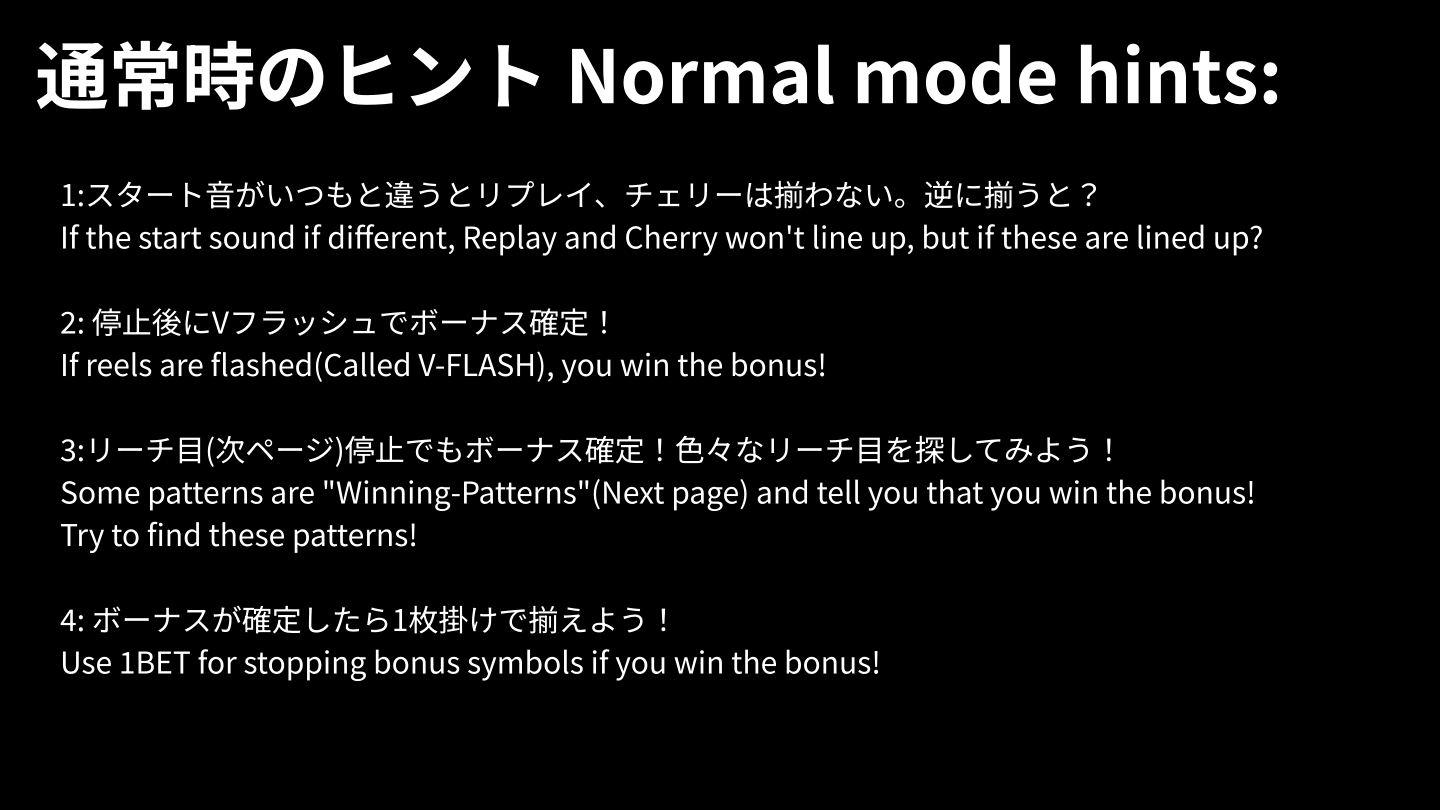 通常時のヒント Normal mode hints:
1:スタート音がいつもと違うとリプレイ、チェリーは揃わない。逆に揃うと？
If the start sound if different, Replay and Cherry won't line up, but if these are lined up?
2: 停止後にVフラッシュでボーナス確定！
If reels are flashed(Called V-FLASH), you win the bonus!
3:リーチ目(次ページ)停止でもボーナス確定！色々なリーチ目を探してみよう！
Some patterns are "Winning-Patterns"(Next page) and tell you that you win the bonus!
Try to find these patterns!
4: ボーナスが確定したら1枚掛けで揃えよう！
Use 1BET for stopping bonus symbols if you win the bonus!